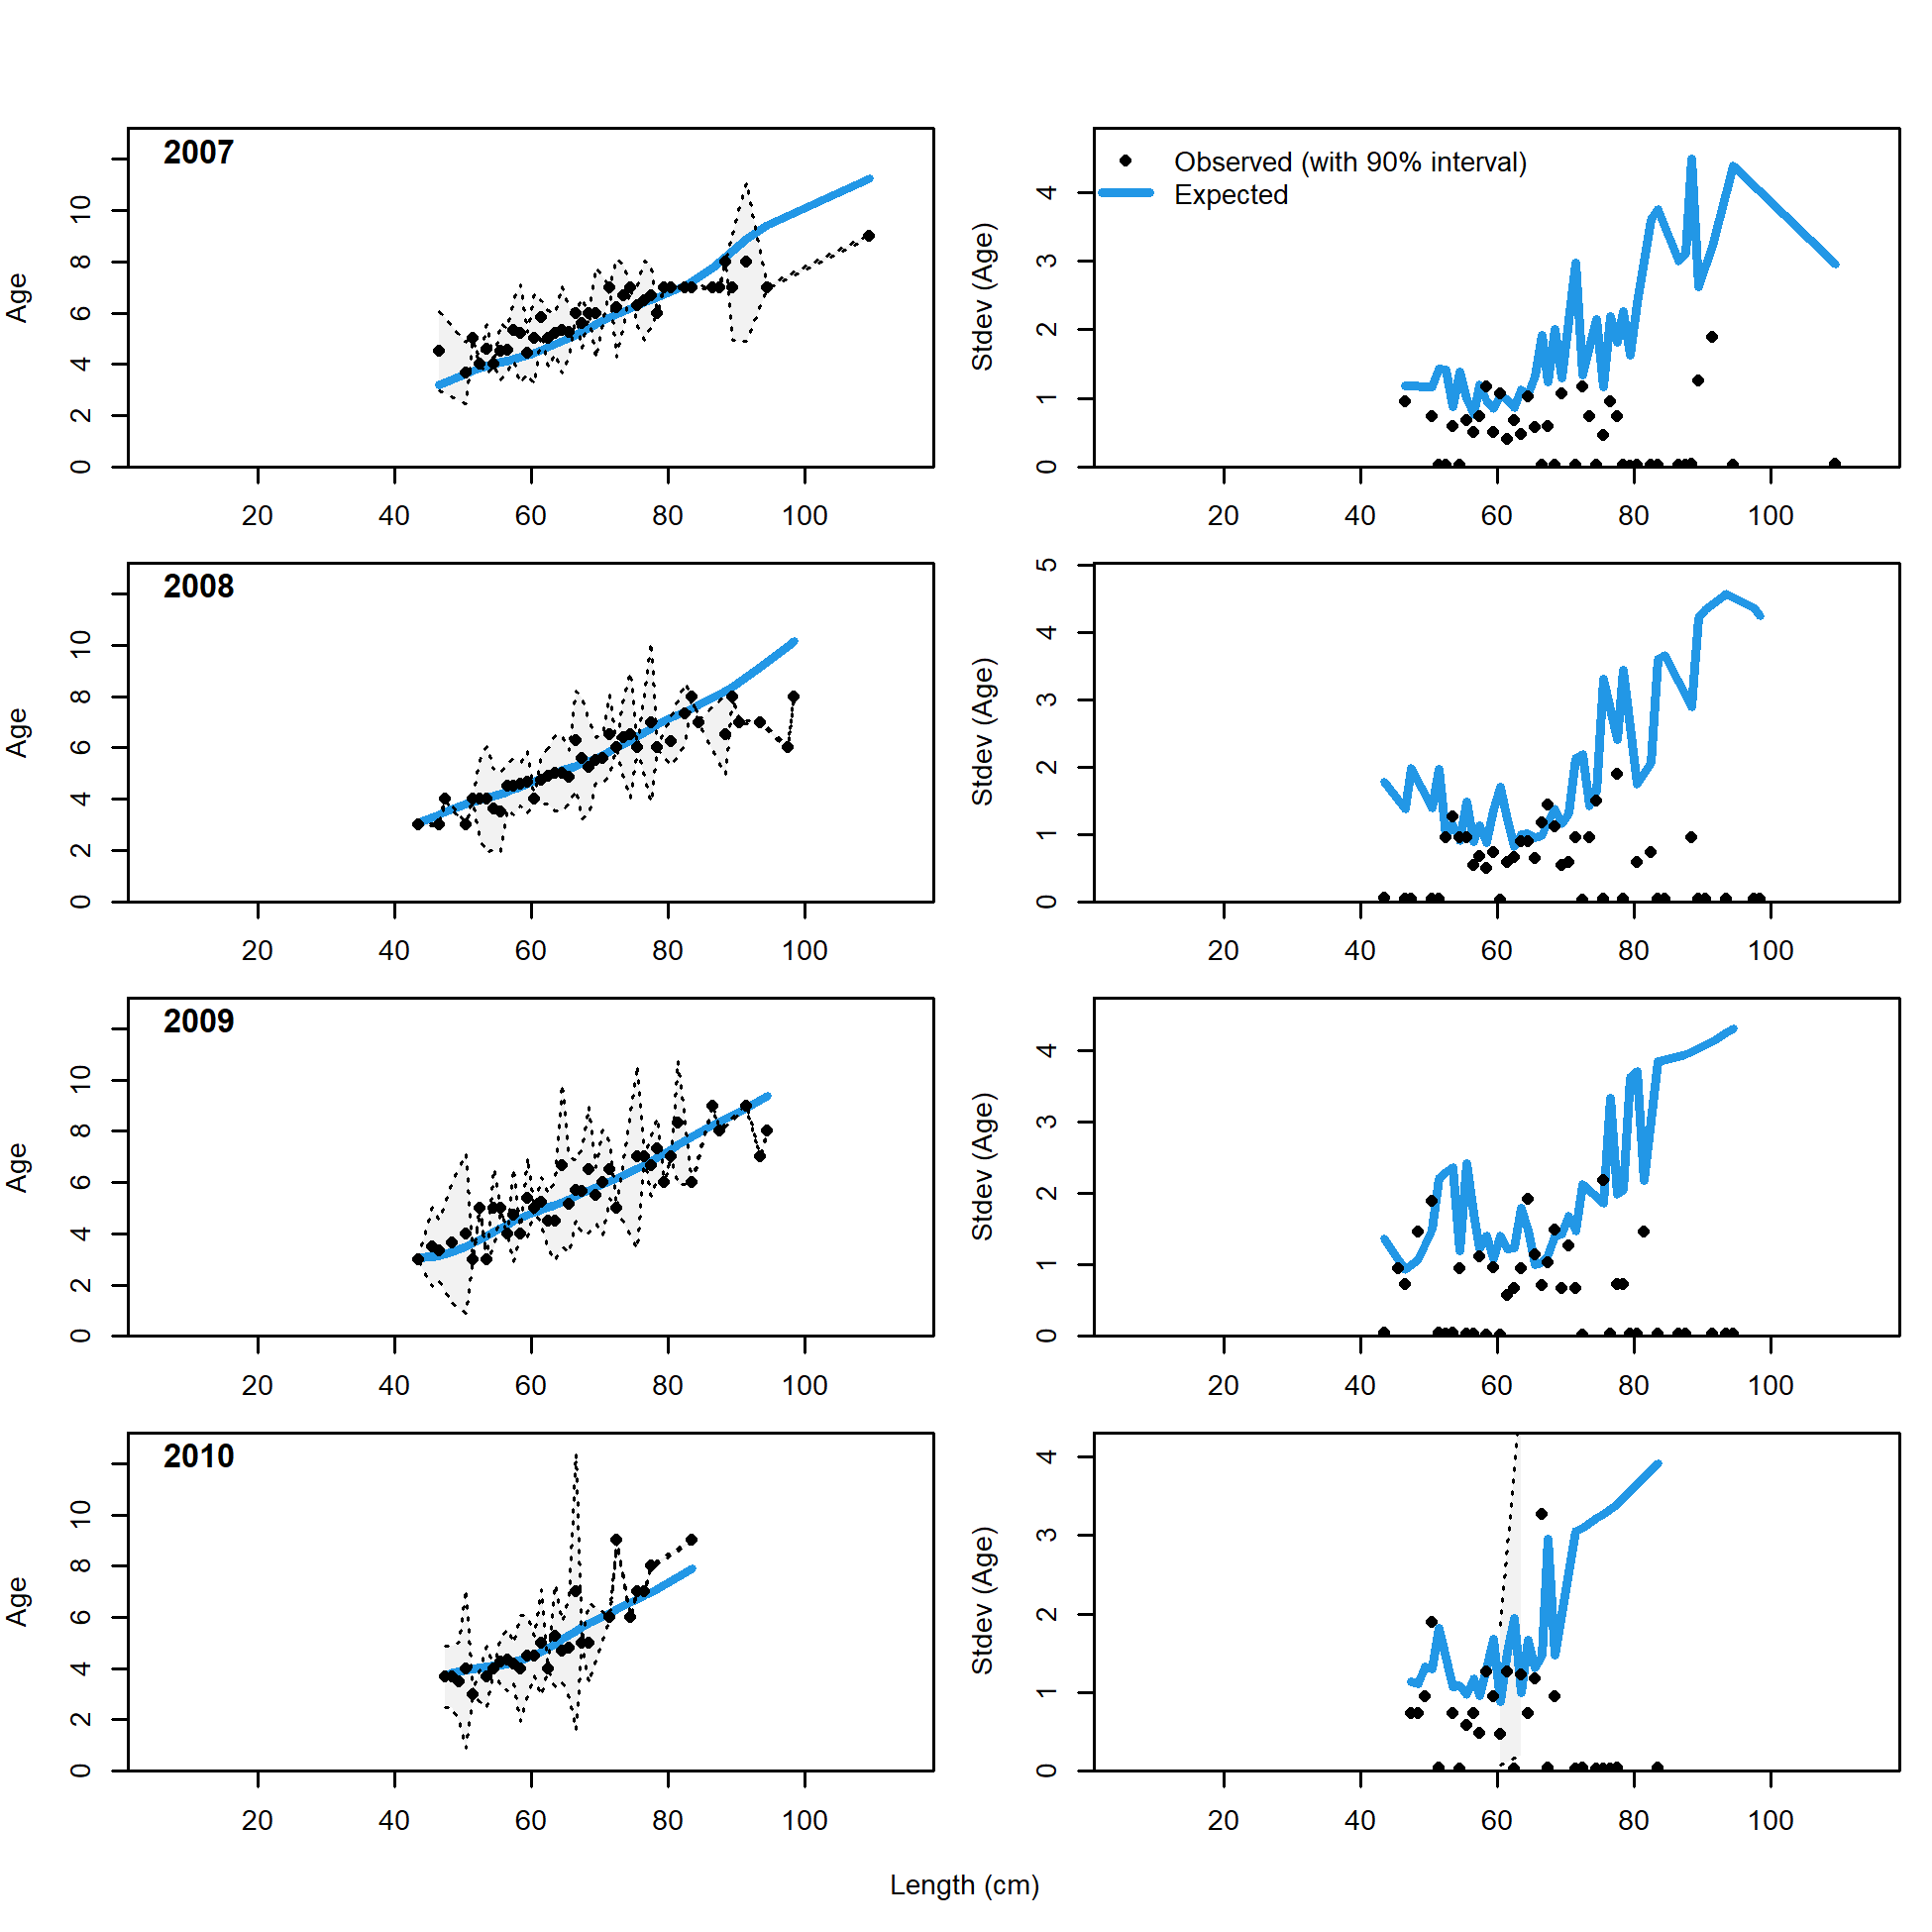 2007
Age
0 2 4 6 8 10
20 40 60 80 100
Observed (with 90% interval)
Expected
Stdev (Age)
0 1 2 3 4
20 40 60 80 100
2008
Age
0 2 4 6 8 10
20 40 60 80 100
Stdev (Age)
0 1 2 3 4 5
20 40 60 80 100
2009
Age
0 2 4 6 8 10
20 40 60 80 100
Stdev (Age)
0 1 2 3 4
20 40 60 80 100
2010
Age
0 2 4 6 8 10
20 40 60 80 100
Stdev (Age)
0 1 2 3 4
20 40 60 80 100
Length (cm)